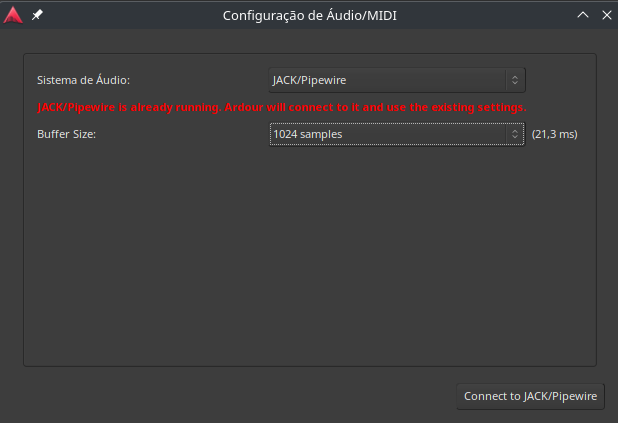 Configuração de Áudio/MIDI
Sistema de Áudio: JACK/Pipewire
JACK/Pipewire is already running. Ardour will connect to it and use the existing settings.
Buffer Size: 1024 samples (21,3 ms)
Connect to JACK/Pipewire